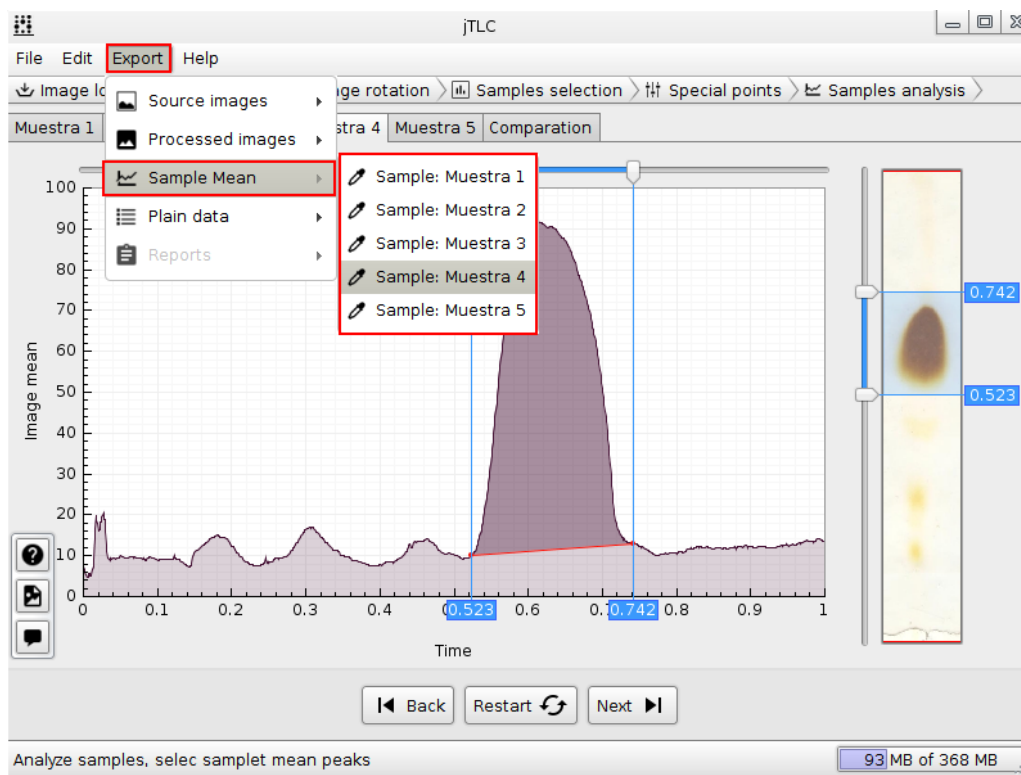 jTLC
File Edit Export Help
Image lo ge rotation Samples selection Special points Samples analysis
Muestra 1 stra 4 Muestra 5 Comparation
Source images
Processed images
Sample Mean
Plain data
Reports
Sample: Muestra 1
Sample: Muestra 2
Sample: Muestra 3
Sample: Muestra 4
Sample: Muestra 5
100
90
80
70
60
50
40
30
20
10
0
Image mean
0 0.1 0.2 0.3 0.4 0.523 0.6 0.742 0.8 0.9 1
Time
0.742
0.523
Back Restart Next
Analyze samples, selec samplet mean peaks
93 MB of 368 MB